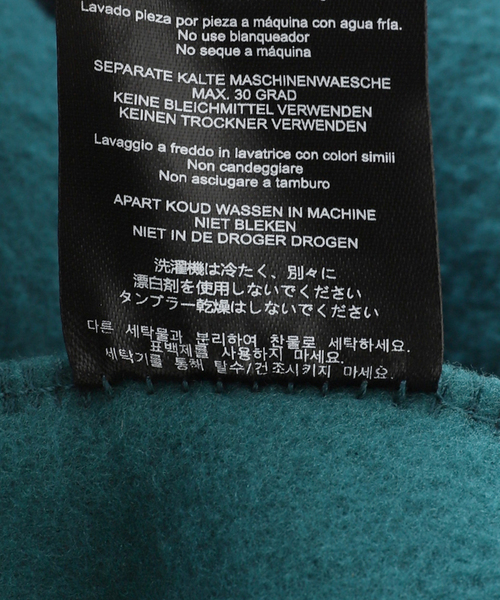 Lavado pieza por pieza a máquina con agua fría.
No use blanqueador
No seque a máquina
SEPARATE KALTE MASCHINENWAESCHE
MAX. 30 GRAD
KEINE BLEICHMITTEL VERWENDEN
KEINEN TROCKNER VERWENDEN
Lavaggio a freddo in lavatrice con colori simili
Non candeggiare
Non asciugare a tamburo
APART KOUD WASSEN IN MACHINE
NIET BLEKEN
NIET IN DE DROGER DROGEN
洗濯機は冷たく、別々に
漂白剤を使用しないでください
タンブラー乾燥はしないでください
다른 세탁물과 분리하여 찬물로 세탁하세요.
표백제를 사용하지 마세요.
세탁기를 통해 탈수/건조시키지 마세요.